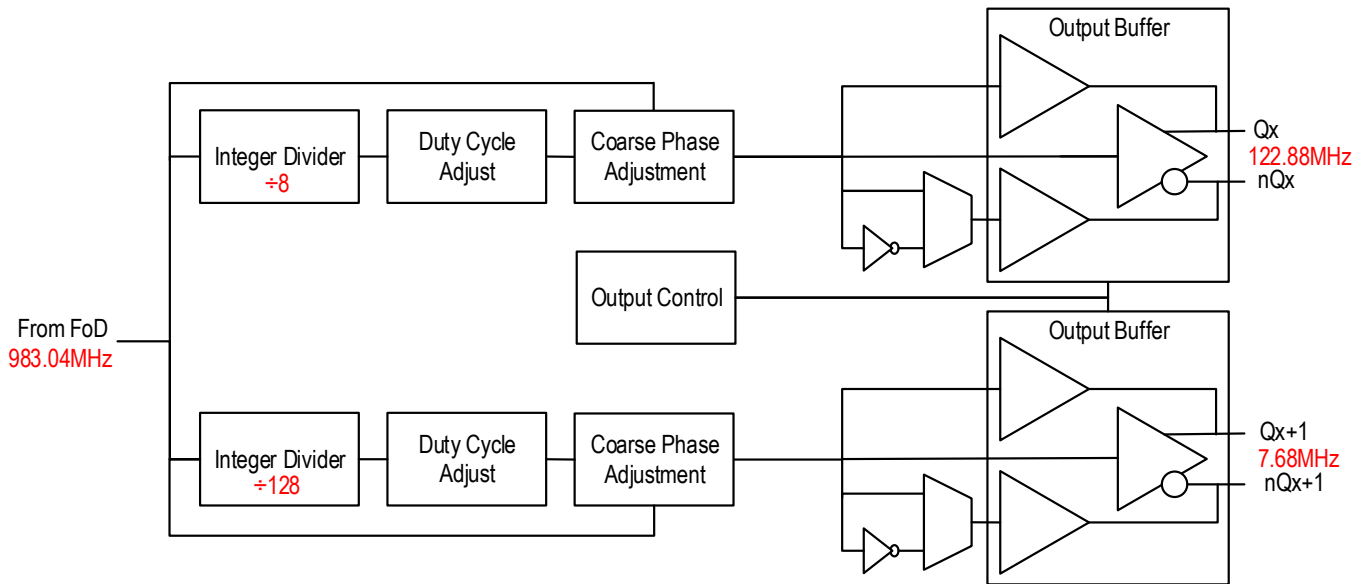 Output Buffer
Integer Divider
÷8
Duty Cycle
Adjust
Coarse Phase
Adjustment
Qx
122.88MHz
nQx
Output Control
From FoD
983.04MHz
Output Buffer
Integer Divider
÷128
Duty Cycle
Adjust
Coarse Phase
Adjustment
Qx+1
7.68MHz
nQx+1